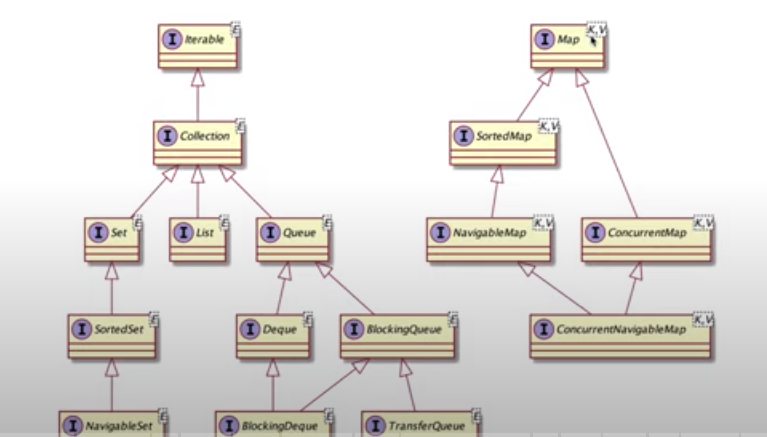 I Iterable E
I Map K,V
I Collection E
I SortedMap K,V
I Set E
I List E
I Queue E
I NavigableMap K,V
I ConcurrentMap K,V
I SortedSet E
I Deque E
I BlockingQueue E
I ConcurrentNavigableMap K,V
I NavigableSet E
I BlockingDeque E
I TransferQueue E